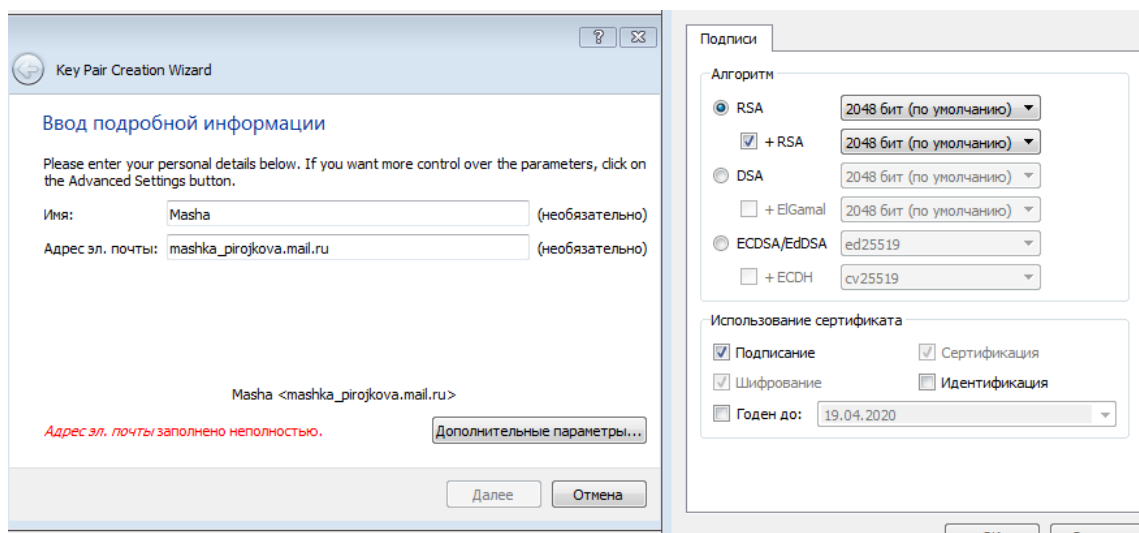 Key Pair Creation Wizard
Ввод подробной информации
Please enter your personal details below. If you want more control over the parameters, click on
the Advanced Settings button.
Имя: Masha (необязательно)
Адрес эл. почты: mashka_pirojkova.mail.ru (необязательно)
Masha <mashka_pirojkova.mail.ru>
Адрес эл. почты заполнено неполностью. Дополнительные параметры...
Далее Отмена
Подписи
Алгоритм
RSA 2048 бит (по умолчанию)
+ RSA 2048 бит (по умолчанию)
DSA 2048 бит (по умолчанию)
+ ElGamal 2048 бит (по умолчанию)
ECDSA/EdDSA ed25519
+ ECDH cv25519
Использование сертификата
Подписание Сертификация
Шифрование Идентификация
Годен до: 19.04.2020